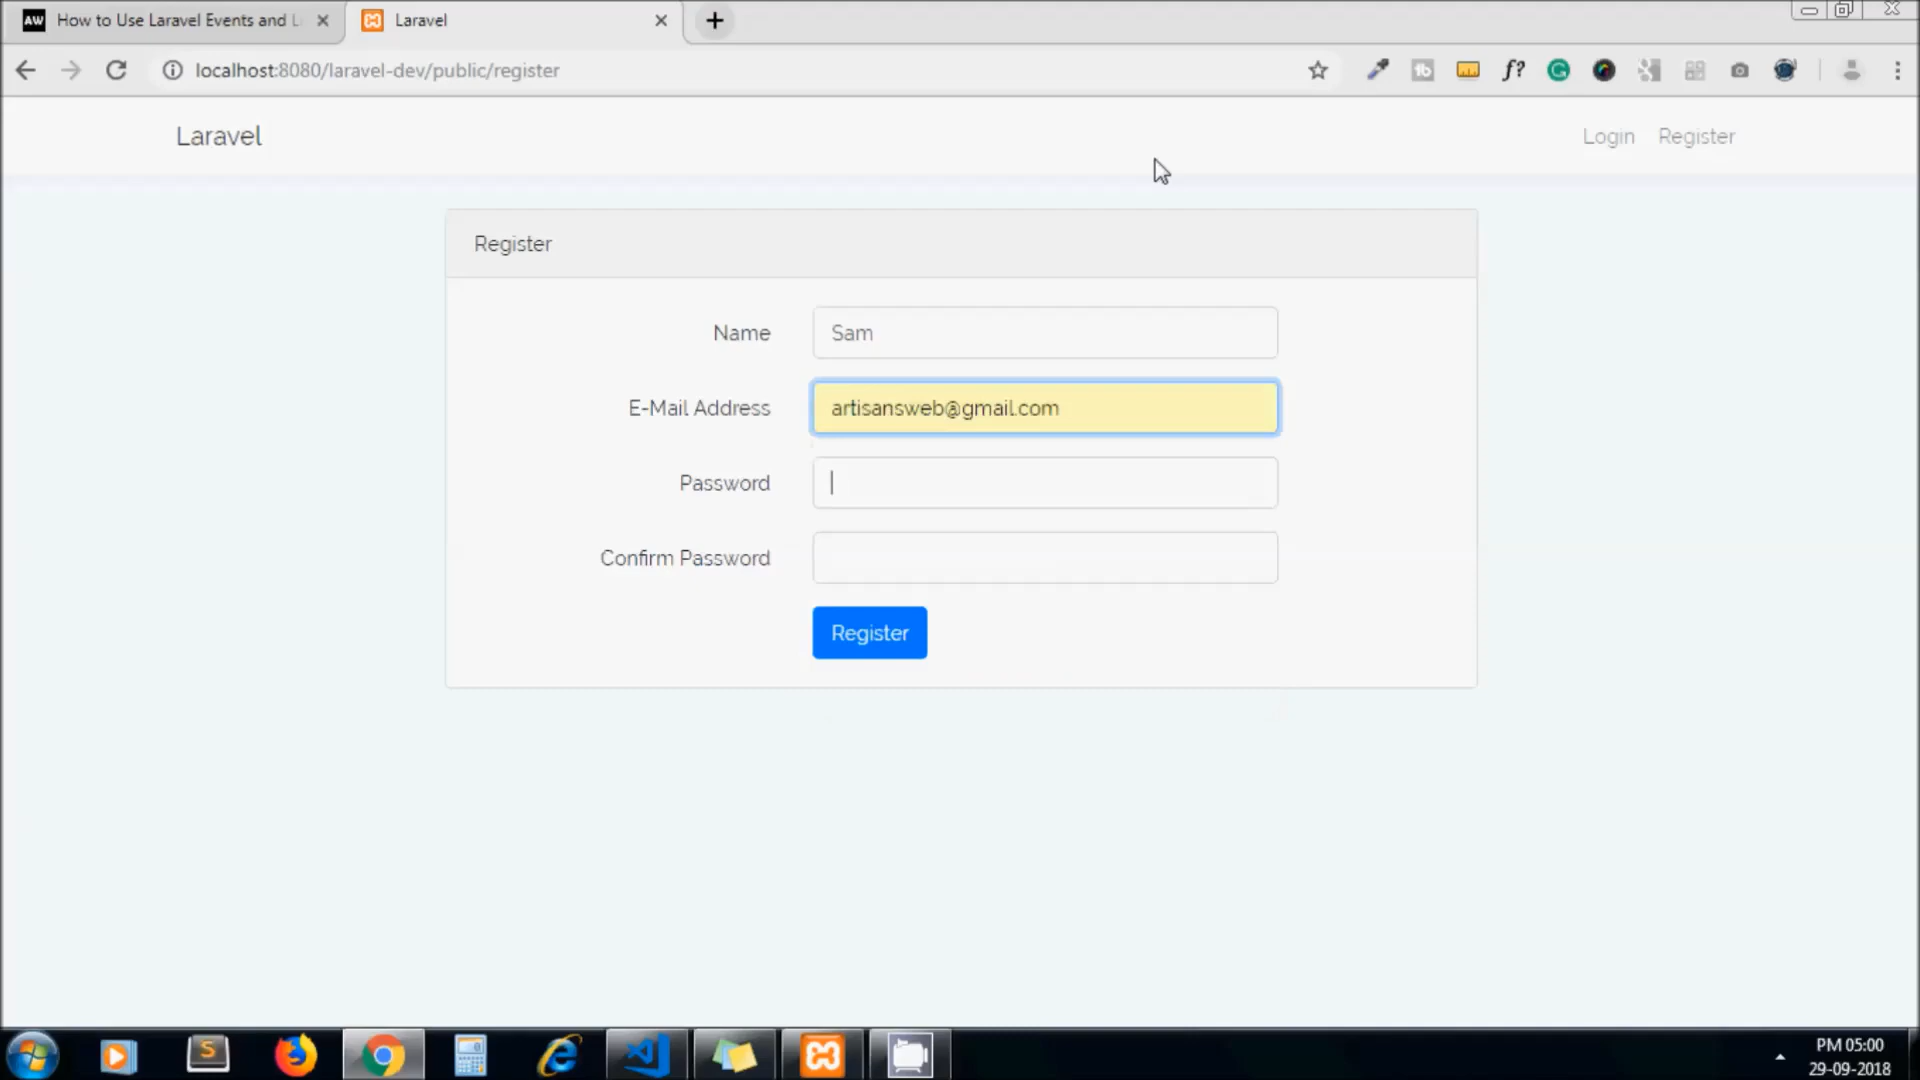 AW How to Use Laravel Events and L
Laravel
localhost:8080/laravel-dev/public/register
f?
Laravel
Login Register
Register
Name Sam
E-Mail Address artisansweb@gmail.com
Password
Confirm Password
Register
PM 05:00
29-09-2018